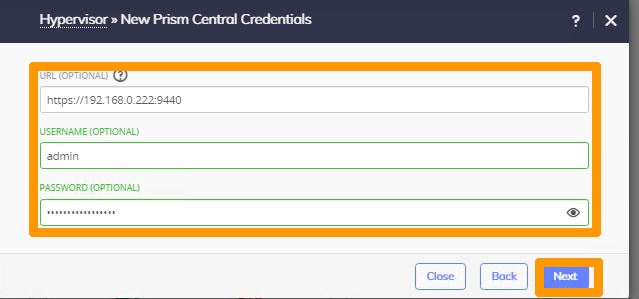 Hypervisor » New Prism Central Credentials
? ×
URL (OPTIONAL) ?
https://192.168.0.222:9440
USERNAME (OPTIONAL)
admin
PASSWORD (OPTIONAL)
•••••••••••••••••
Close Back Next